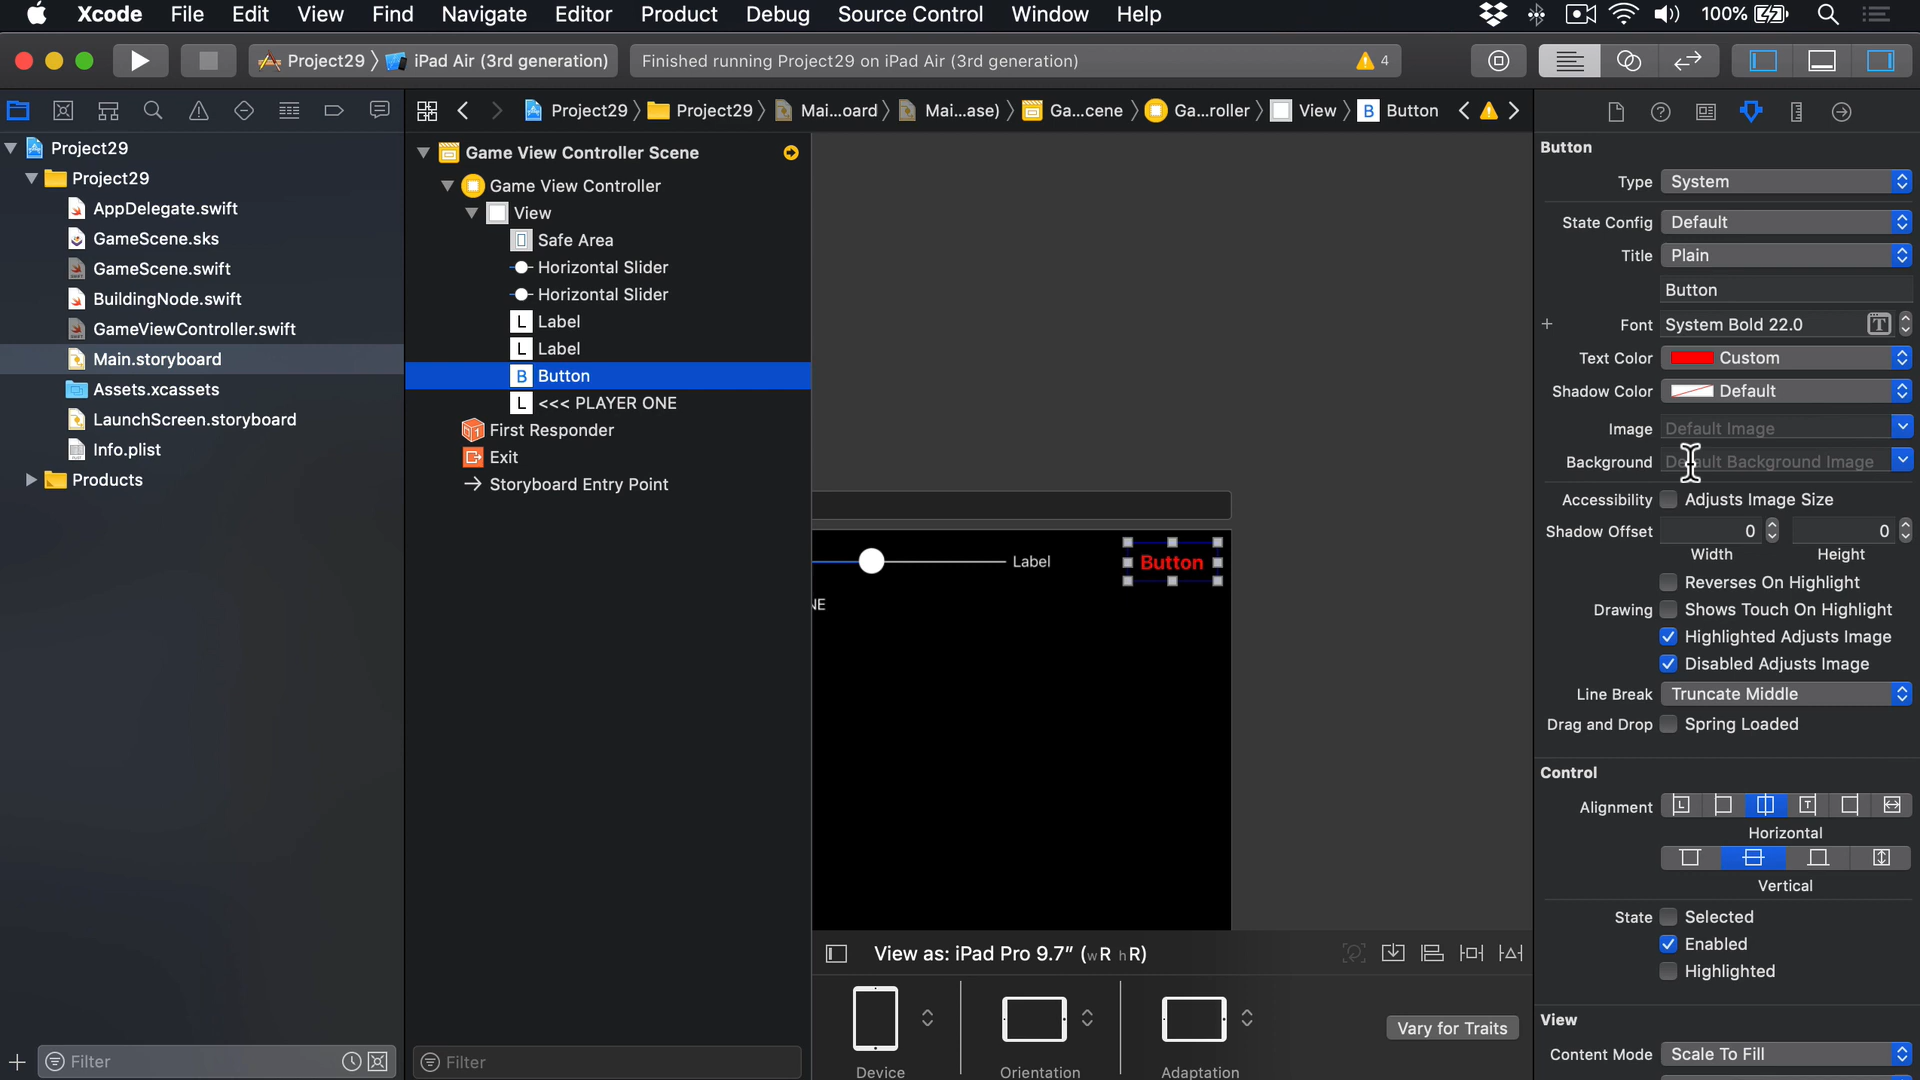 Xcode File Edit View Find Navigate Editor Product Debug Source Control Window Help 100%
Project29 iPad Air (3rd generation) Finished running Project29 on iPad Air (3rd generation) 4
Project29 Project29 Mai...oard Mai...ase) Ga...cene Ga...roller View B Button
Project29
Project29
AppDelegate.swift
GameScene.sks
GameScene.swift
BuildingNode.swift
GameViewController.swift
Main.storyboard
Assets.xcassets
LaunchScreen.storyboard
Info.plist
Products
Filter
Game View Controller Scene
Game View Controller
View
Safe Area
Horizontal Slider
Horizontal Slider
L Label
L Label
B Button
L <<< PLAYER ONE
First Responder
Exit
Storyboard Entry Point
Filter
Label
Button
NE
View as: iPad Pro 9.7” (wR hR)
Device
Orientation
Adaptation
Vary for Traits
Button
Type System
State Config Default
Title Plain
Button
Font System Bold 22.0 T
Text Color Custom
Shadow Color Default
Image Default Image
Background Default Background Image
Accessibility Adjusts Image Size
Shadow Offset 0 0
Width Height
Reverses On Highlight
Drawing Shows Touch On Highlight
Highlighted Adjusts Image
Disabled Adjusts Image
Line Break Truncate Middle
Drag and Drop Spring Loaded
Control
Alignment
Horizontal
Vertical
State Selected
Enabled
Highlighted
View
Content Mode Scale To Fill